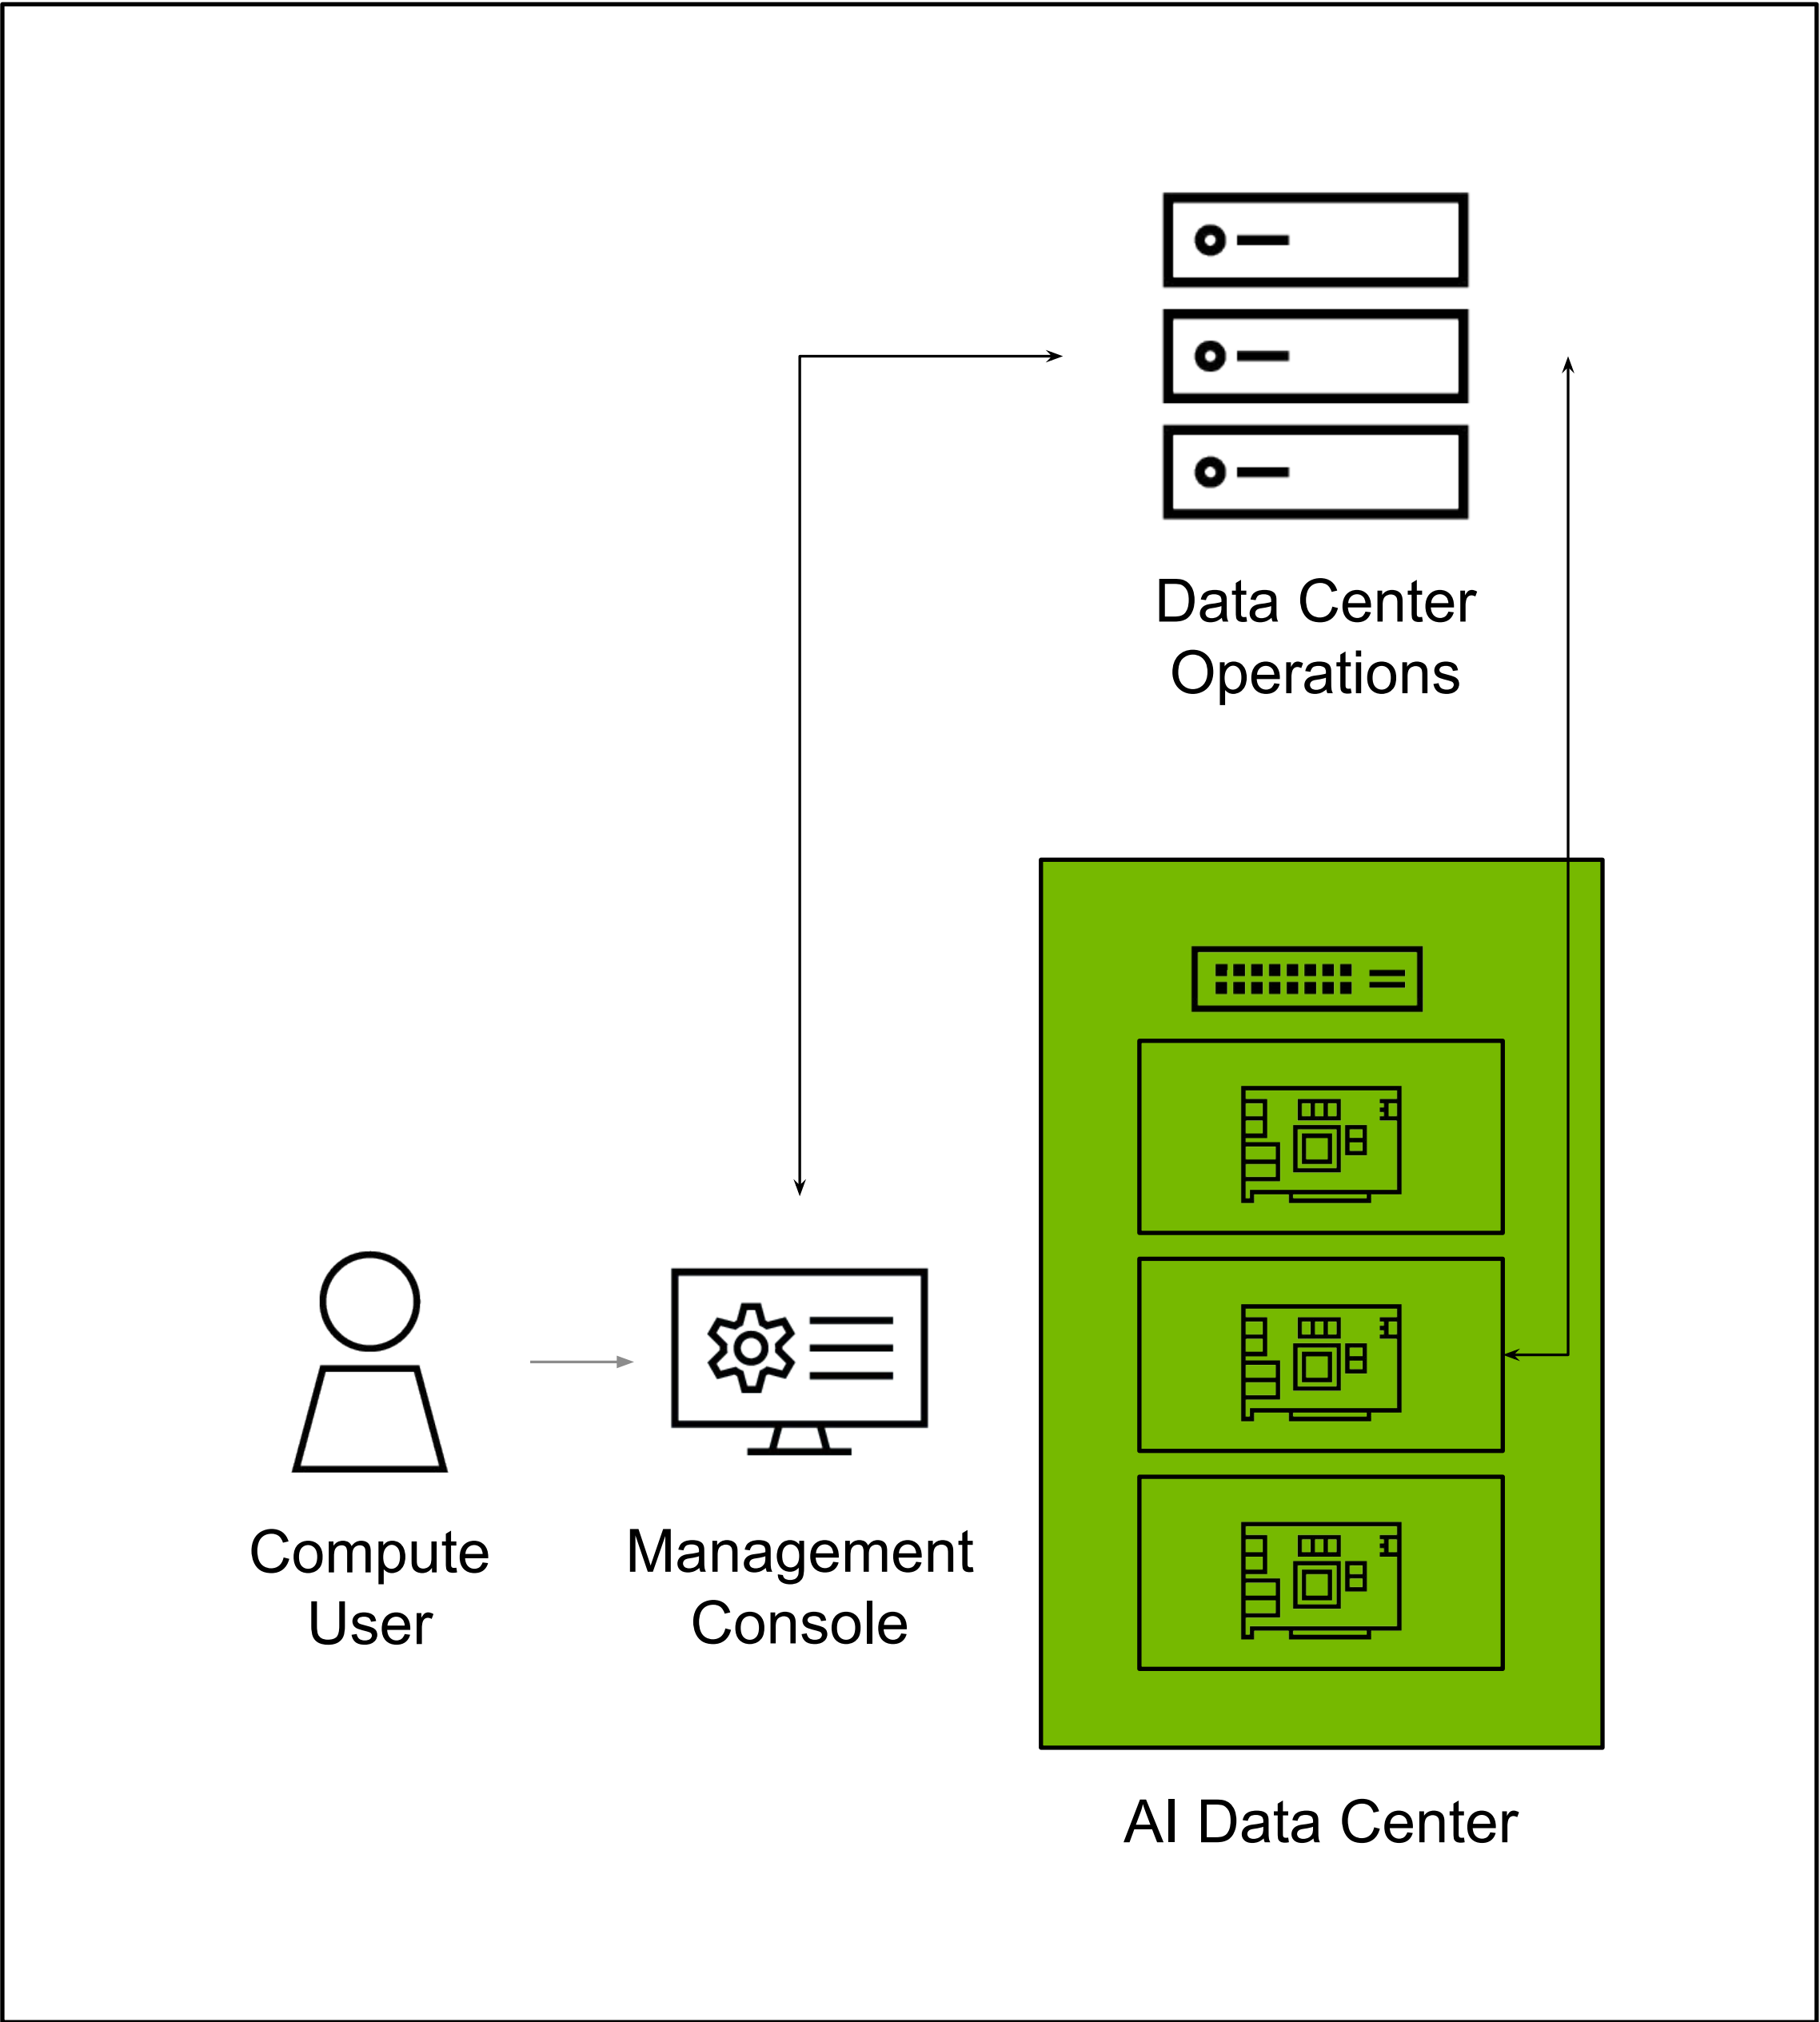 Data Center
Operations
Compute
User
Management
Console
AI Data Center